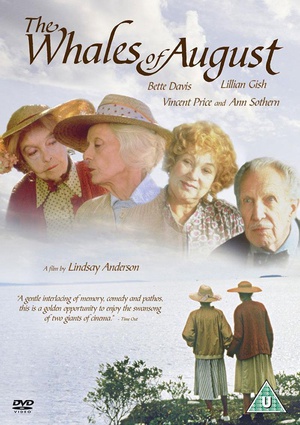 The
Whales of August
Bette Davis
Lillian Gish
Vincent Price and Ann Sothern
A film by Lindsay Anderson
"A gentle interlacing of memory, comedy and pathos,
this is a golden opportunity to enjoy the swansong
of two giants of cinema." - Time Out
DVD
VIDEO
U